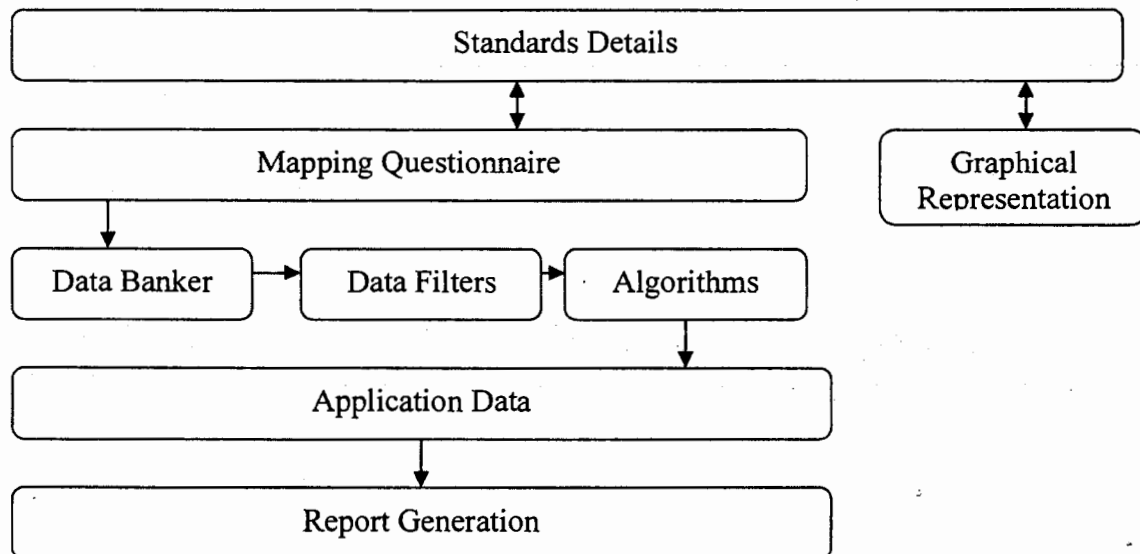 Standards Details
Mapping Questionnaire
Graphical
Representation
Data Banker
Data Filters
Algorithms
Application Data
Report Generation